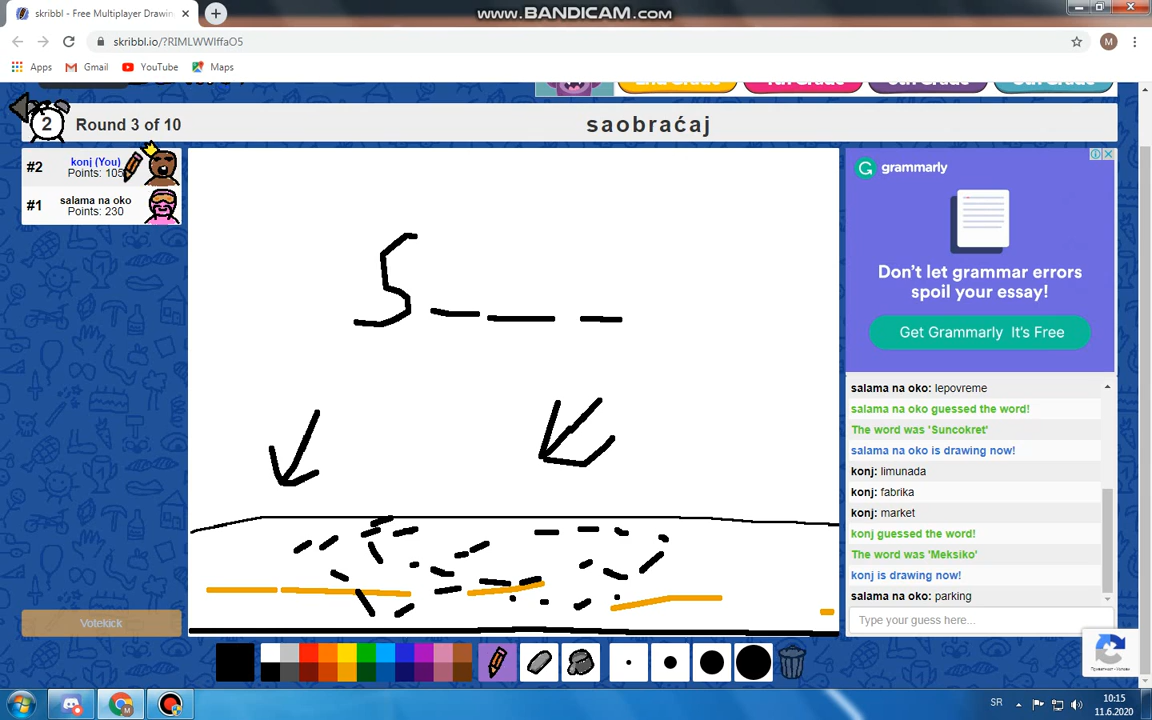 skribbl - Free Multiplayer Drawin
www.BANDICAM.com
skribbl.io/?RIMLWWlffaO5
M
Apps Gmail YouTube Maps
2
Round 3 of 10
saobraćaj
#2 konj (You)
Points: 105
#1 salama na oko
Points: 230
S
grammarly
Don't let grammar errors
spoil your essay!
Get Grammarly It's Free
salama na oko: lepovreme
salama na oko guessed the word!
The word was 'Suncokret'
salama na oko is drawing now!
konj: limunada
konj: fabrika
konj: market
konj guessed the word!
The word was 'Meksiko'
konj is drawing now!
salama na oko: parking
Type your guess here...
Votekick
SR
10:15
11.6.2020